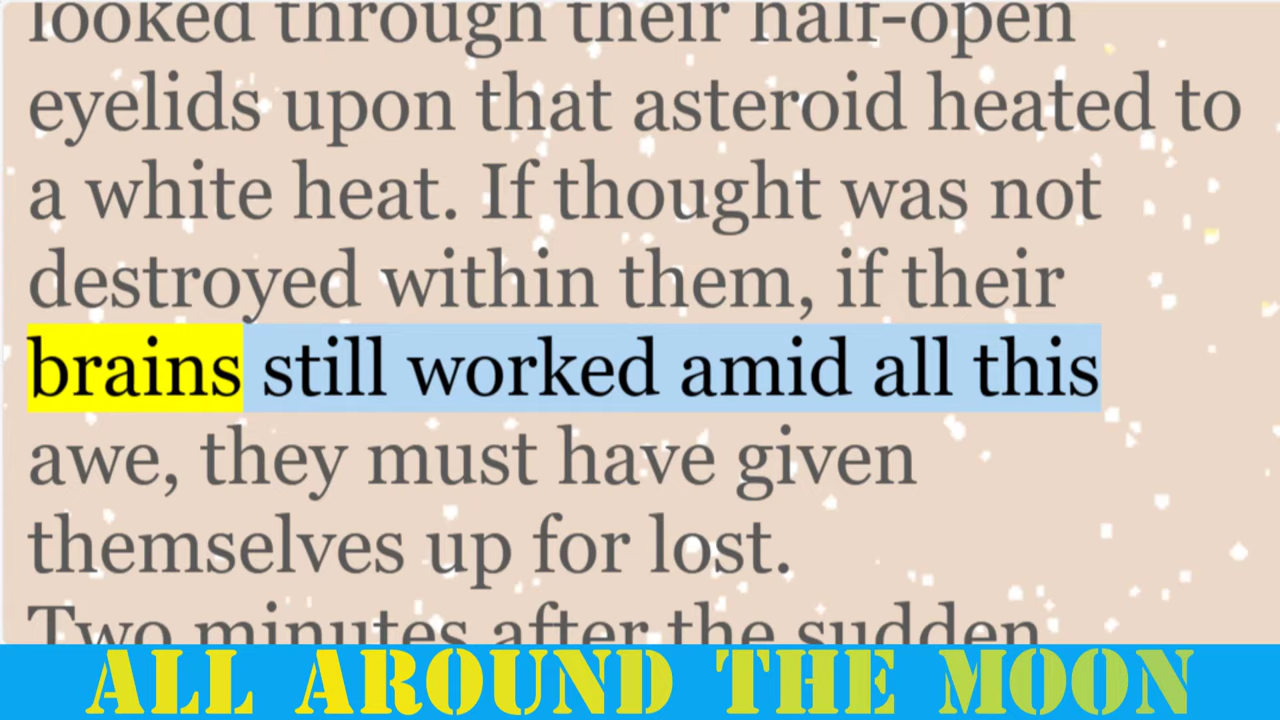 looked through their half-open
eyelids upon that asteroid heated to
a white heat. If thought was not
destroyed within them, if their
brains still worked amid all this
awe, they must have given
themselves up for lost.
Two minutes after the sudden
ALL AROUND THE MOON